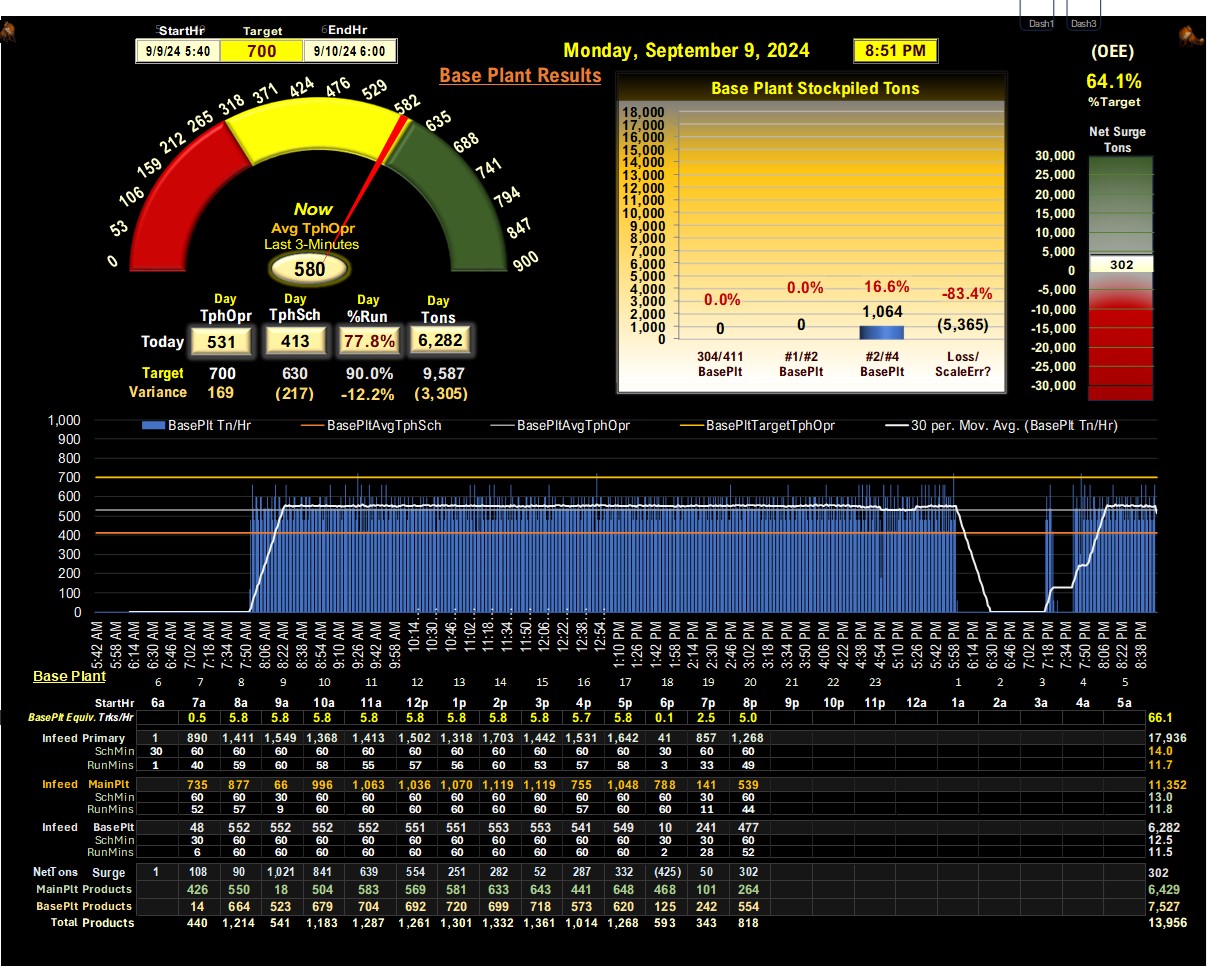 Dash1 Dash3
StartHr Target EndHr
9/9/24 5:40 700 9/10/24 6:00
Monday, September 9, 2024 8:51 PM
(OEE)
64.1%
%Target
Base Plant Results
0 53 106 159 212 265 318 371 424 476 529 582 635 688 741 794 847 900
Now
Avg TphOpr
Last 3-Minutes
580
Day Day Day Day
TphOpr TphSch %Run Tons
Today 531 413 77.8% 6,282
Target 700 630 90.0% 9,587
Variance 169 (217) -12.2% (3,305)
Base Plant Stockpiled Tons
18,000
17,000
16,000
15,000
14,000
13,000
12,000
11,000
10,000
9,000
8,000
7,000
6,000
5,000
4,000
3,000
2,000
1,000
0
0.0% 0.0% 16.6% -83.4%
0 0 1,064 (5,365)
304/411 #1/#2 #2/#4 Loss/
BasePlt BasePlt BasePlt ScaleErr?
Net Surge
Tons
30,000
25,000
20,000
15,000
10,000
5,000
0
302
-5,000
-10,000
-15,000
-20,000
-25,000
-30,000
BasePlt Tn/Hr BasePltAvgTphSch BasePltAvgTphOpr BasePltTargetTphOpr 30 per. Mov. Avg. (BasePlt Tn/Hr)
1,000
900
800
700
600
500
400
300
200
100
0
5:42 AM 5:58 AM 6:14 AM 6:30 AM 6:46 AM 7:02 AM 7:18 AM 7:34 AM 7:50 AM 8:06 AM 8:22 AM 8:38 AM 8:54 AM 9:10 AM 9:26 AM 9:42 AM 9:58 AM 10:14… 10:30… 10:46… 11:02… 11:18… 11:34… 11:50… 12:06… 12:22… 12:38… 12:54… 1:10 PM 1:26 PM 1:42 PM 1:58 PM 2:14 PM 2:30 PM 2:46 PM 3:02 PM 3:18 PM 3:34 PM 3:50 PM 4:06 PM 4:22 PM 4:38 PM 4:54 PM 5:10 PM 5:26 PM 5:42 PM 5:58 PM 6:14 PM 6:30 PM 6:46 PM 7:02 PM 7:18 PM 7:34 PM 7:50 PM 8:06 PM 8:22 PM 8:38 PM
Base Plant 6 7 8 9 10 11 12 13 14 15 16 17 18 19 20 21 22 23 1 2 3 4 5
StartHr 6a 7a 8a 9a 10a 11a 12p 1p 2p 3p 4p 5p 6p 7p 8p 9p 10p 11p 12p 1a 2a 3a 4a 5a
BasePlt Equiv. Trks/Hr 0.5 5.8 5.8 5.8 5.8 5.8 5.8 5.8 5.8 5.7 5.8 0.1 2.5 5.0 66.1
Infeed Primary 1 890 1,411 1,549 1,368 1,413 1,502 1,318 1,703 1,442 1,531 1,642 41 857 1,268 17,936
SchMin 30 60 60 60 60 60 60 60 60 60 60 60 30 60 60 14.0
RunMins 1 40 59 60 58 55 57 56 60 53 57 58 3 33 49 11.7
Infeed MainPlt 735 877 66 996 1,063 1,036 1,070 1,119 1,119 755 1,048 788 141 539 11,352
SchMin 60 60 30 60 60 60 60 60 60 60 60 60 30 60 13.0
RunMins 52 57 9 60 60 60 60 60 60 57 60 60 11 44 11.8
Infeed BasePlt 48 552 552 552 552 551 551 553 553 541 549 10 241 477 6,282
SchMin 30 60 60 60 60 60 60 60 60 60 60 30 30 60 12.5
RunMins 6 60 60 60 60 60 60 60 60 60 60 2 28 52 11.5
NetTons Surge 1 108 90 1,021 841 639 554 251 282 52 287 332 (425) 50 302 302
MainPlt Products 426 550 18 504 583 569 581 633 643 441 648 468 101 264 6,429
BasePlt Products 14 664 523 679 704 692 720 699 718 573 620 125 242 554 7,527
Total Products 440 1,214 541 1,183 1,287 1,261 1,301 1,332 1,361 1,014 1,268 593 343 818 13,956